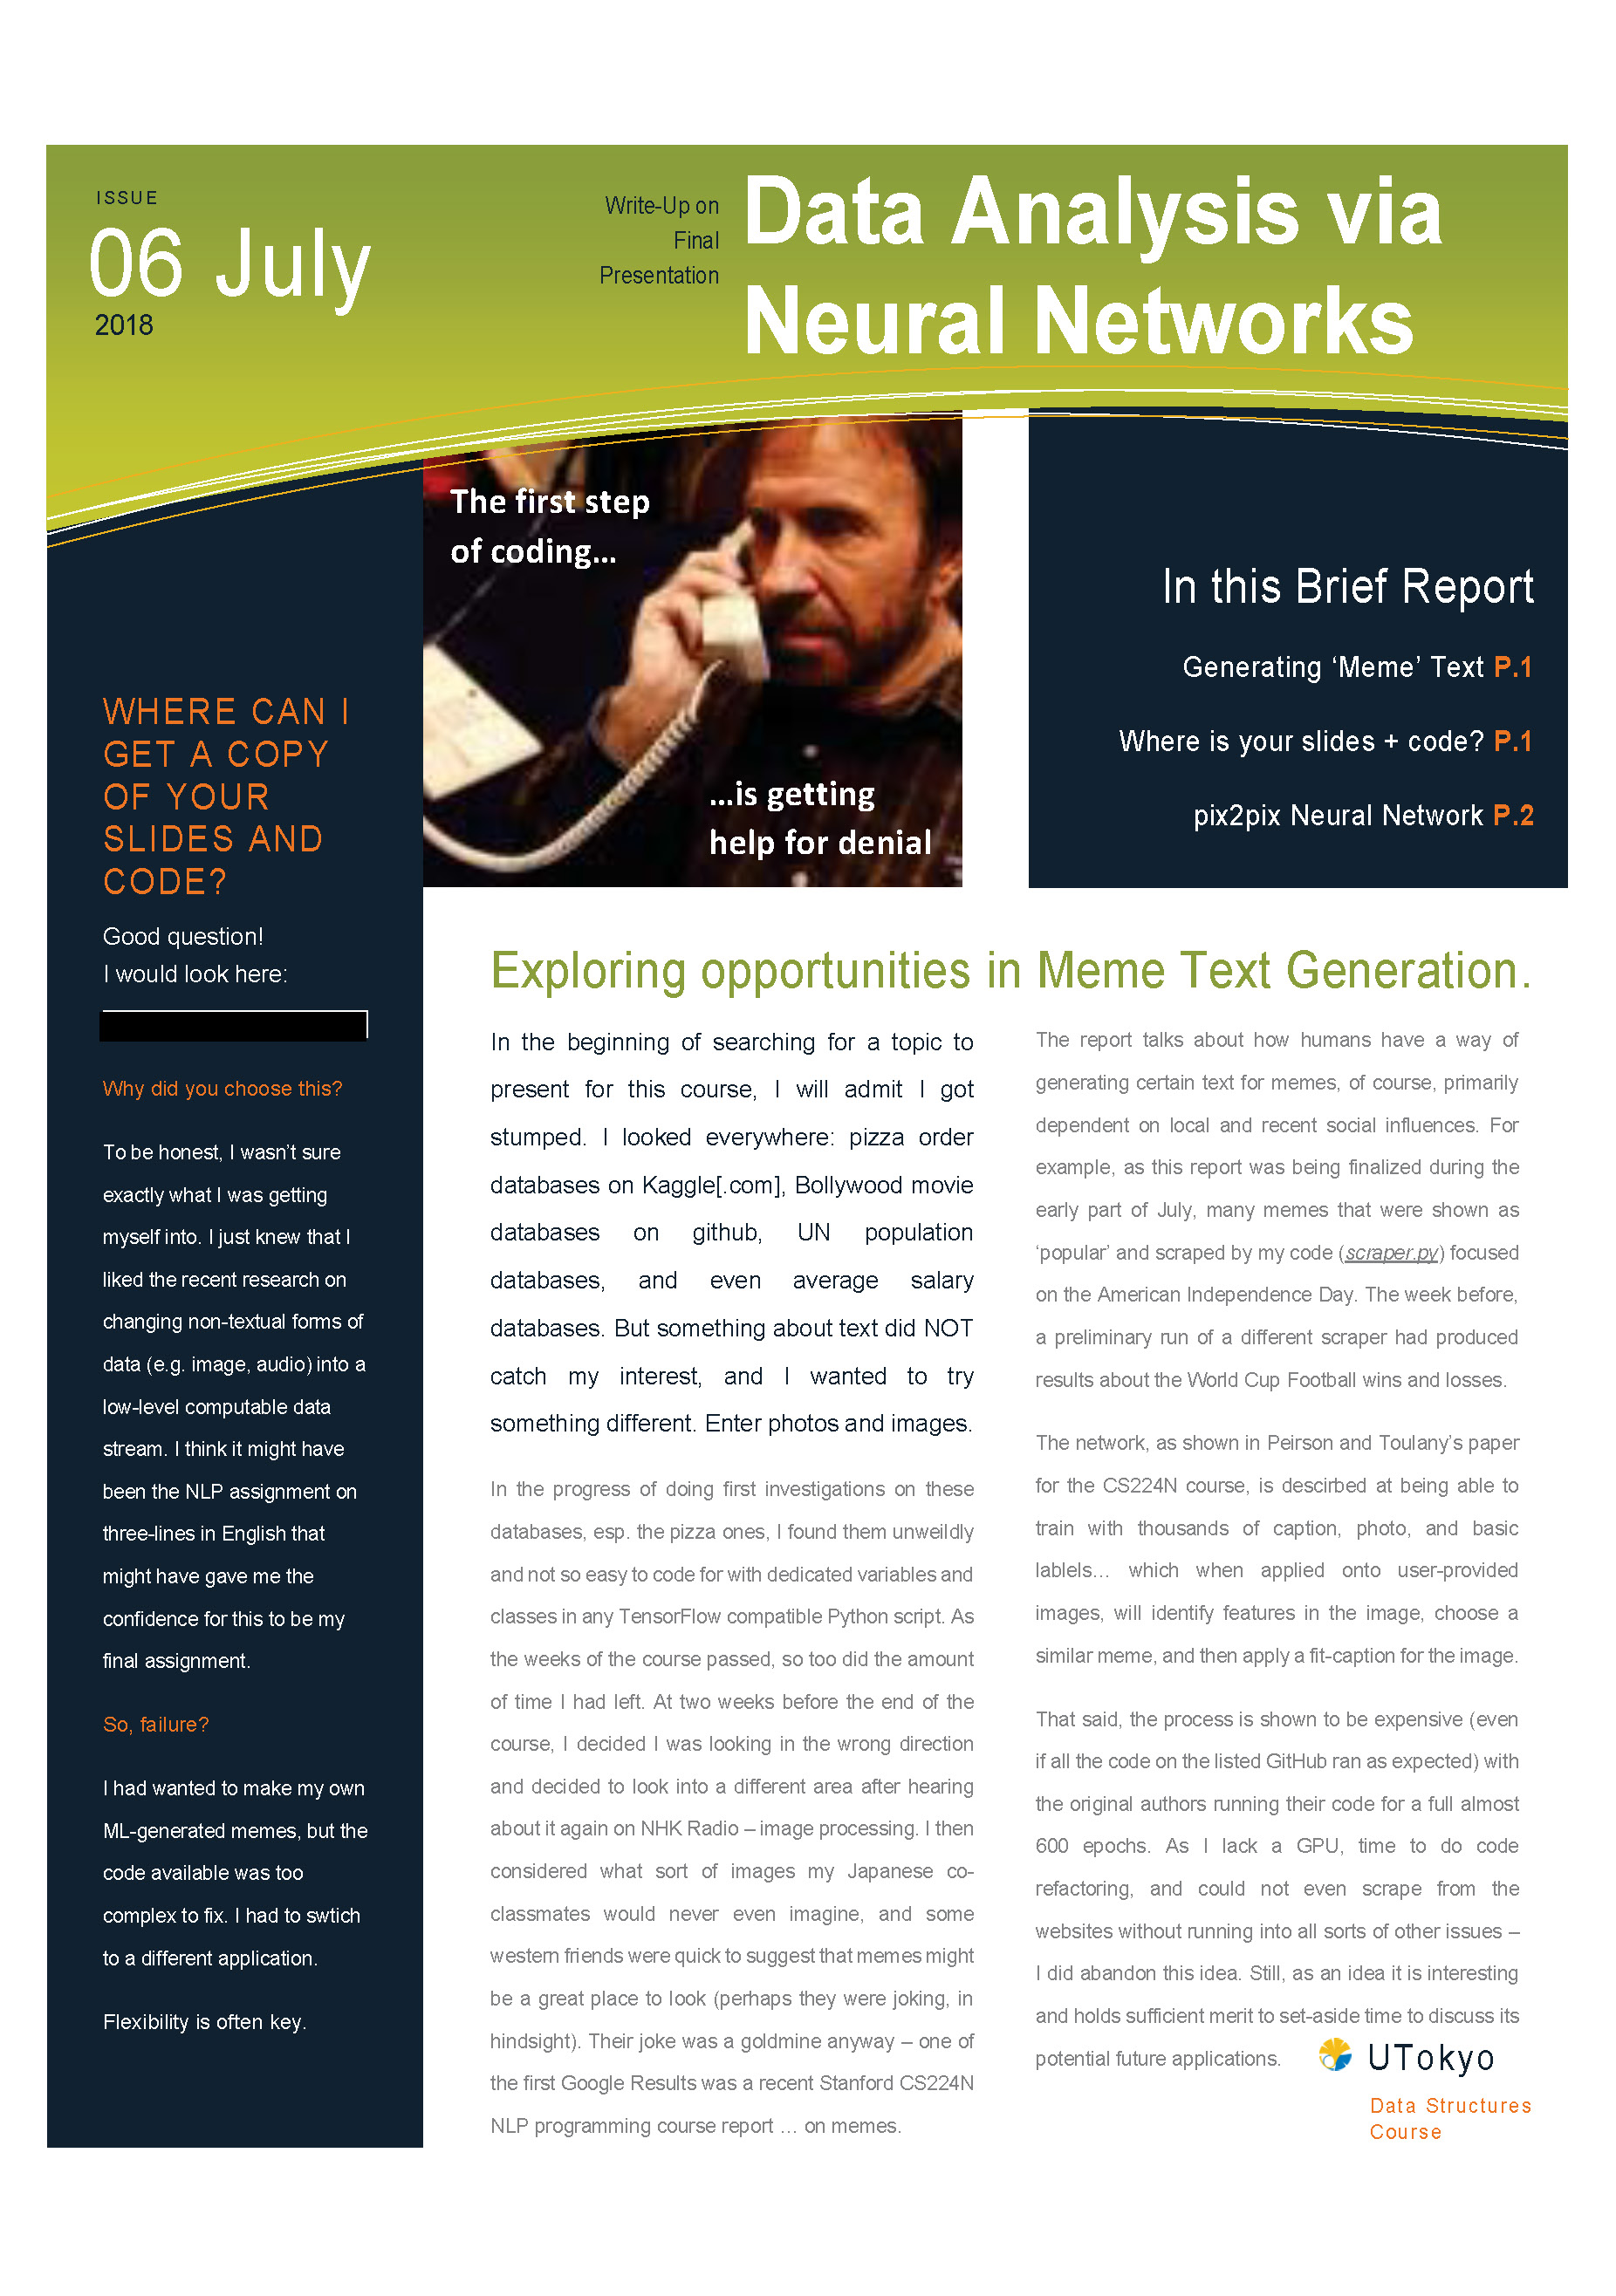 ISSUE
06 July
2018
Write-Up on
Final
Presentation
Data Analysis via
Neural Networks
The first step
of coding...
...is getting
help for denial
In this Brief Report
Generating ‘Meme’ Text P.1
Where is your slides + code? P.1
pix2pix Neural Network P.2
WHERE CAN I
GET A COPY
OF YOUR
SLIDES AND
CODE?
Good question!
I would look here:
Why did you choose this?
To be honest, I wasn’t sure
exactly what I was getting
myself into. I just knew that I
liked the recent research on
changing non-textual forms of
data (e.g. image, audio) into a
low-level computable data
stream. I think it might have
been the NLP assignment on
three-lines in English that
might have gave me the
confidence for this to be my
final assignment.
So, failure?
I had wanted to make my own
ML-generated memes, but the
code available was too
complex to fix. I had to swtich
to a different application.
Flexibility is often key.
Exploring opportunities in Meme Text Generation.
In the beginning of searching for a topic to
present for this course, I will admit I got
stumped. I looked everywhere: pizza order
databases on Kaggle[.com], Bollywood movie
databases on github, UN population
databases, and even average salary
databases. But something about text did NOT
catch my interest, and I wanted to try
something different. Enter photos and images.
In the progress of doing first investigations on these
databases, esp. the pizza ones, I found them unweildly
and not so easy to code for with dedicated variables and
classes in any TensorFlow compatible Python script. As
the weeks of the course passed, so too did the amount
of time I had left. At two weeks before the end of the
course, I decided I was looking in the wrong direction
and decided to look into a different area after hearing
about it again on NHK Radio – image processing. I then
considered what sort of images my Japanese co-
classmates would never even imagine, and some
western friends were quick to suggest that memes might
be a great place to look (perhaps they were joking, in
hindsight). Their joke was a goldmine anyway – one of
the first Google Results was a recent Stanford CS224N
NLP programming course report … on memes.
The report talks about how humans have a way of
generating certain text for memes, of course, primarily
dependent on local and recent social influences. For
example, as this report was being finalized during the
early part of July, many memes that were shown as
‘popular’ and scraped by my code (scraper.py) focused
on the American Independence Day. The week before,
a preliminary run of a different scraper had produced
results about the World Cup Football wins and losses.
The network, as shown in Peirson and Toulany’s paper
for the CS224N course, is descirbed at being able to
train with thousands of caption, photo, and basic
lablels… which when applied onto user-provided
images, will identify features in the image, choose a
similar meme, and then apply a fit-caption for the image.
That said, the process is shown to be expensive (even
if all the code on the listed GitHub ran as expected) with
the original authors running their code for a full almost
600 epochs. As I lack a GPU, time to do code
refactoring, and could not even scrape from the
websites without running into all sorts of other issues –
I did abandon this idea. Still, as an idea it is interesting
and holds sufficient merit to set-aside time to discuss its
potential future applications.
UTokyo
Data Structures
Course